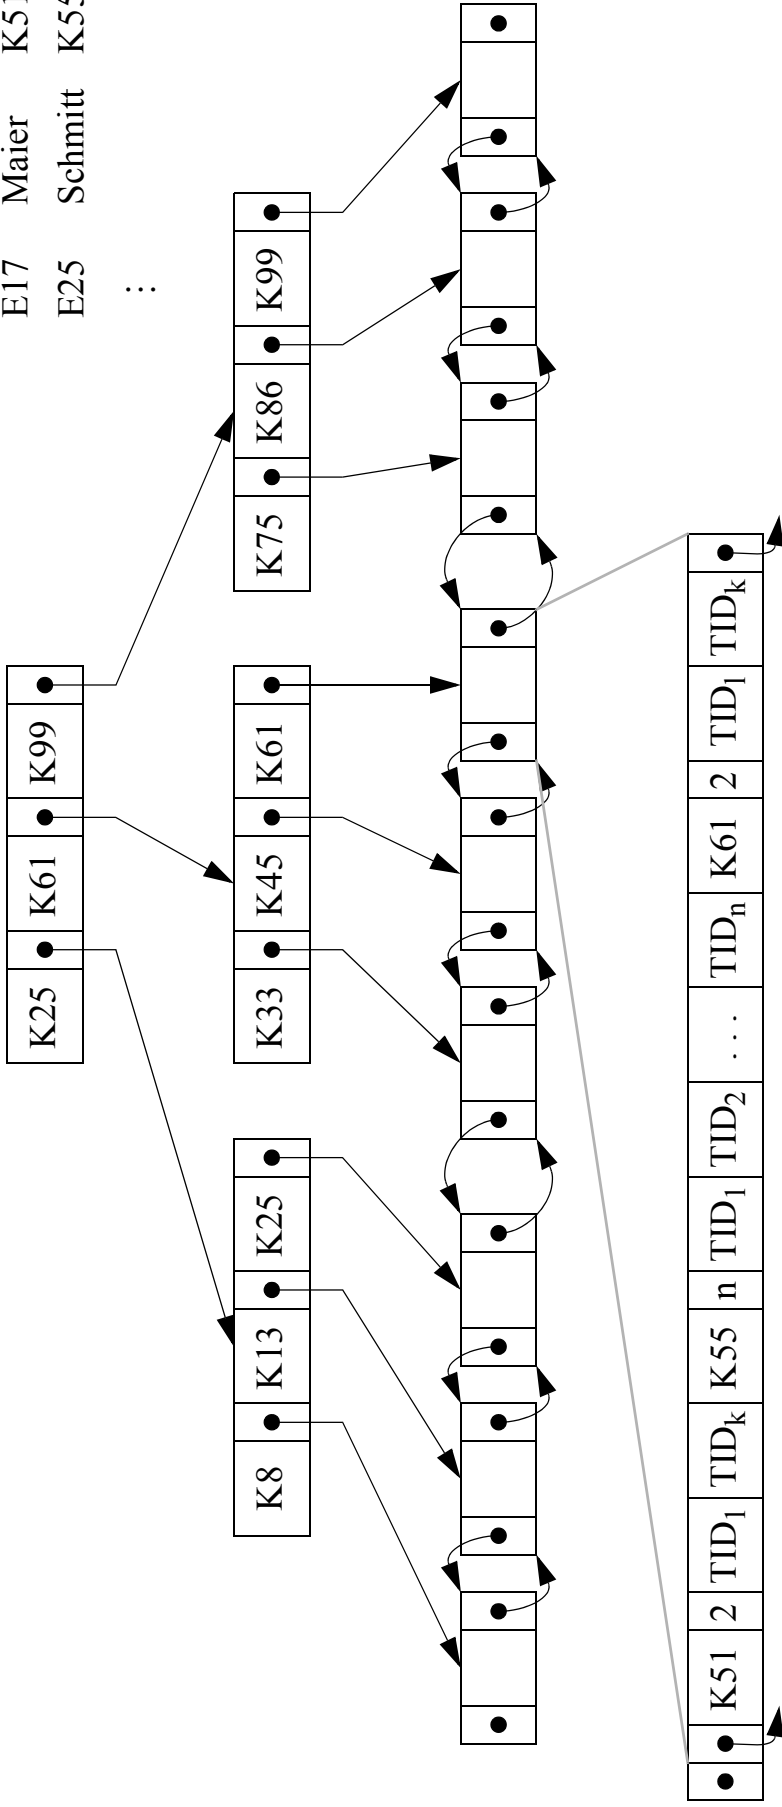 K25 K61 K99
E17 Maier K51
E25 Schmitt K55
...
K8 K13 K25 K33 K45 K61 K75 K86 K99
K51 2 TID₁ TIDₖ K55 n TID₁ TID₂ . . . TIDₙ K61 2 TID₁ TIDₖ